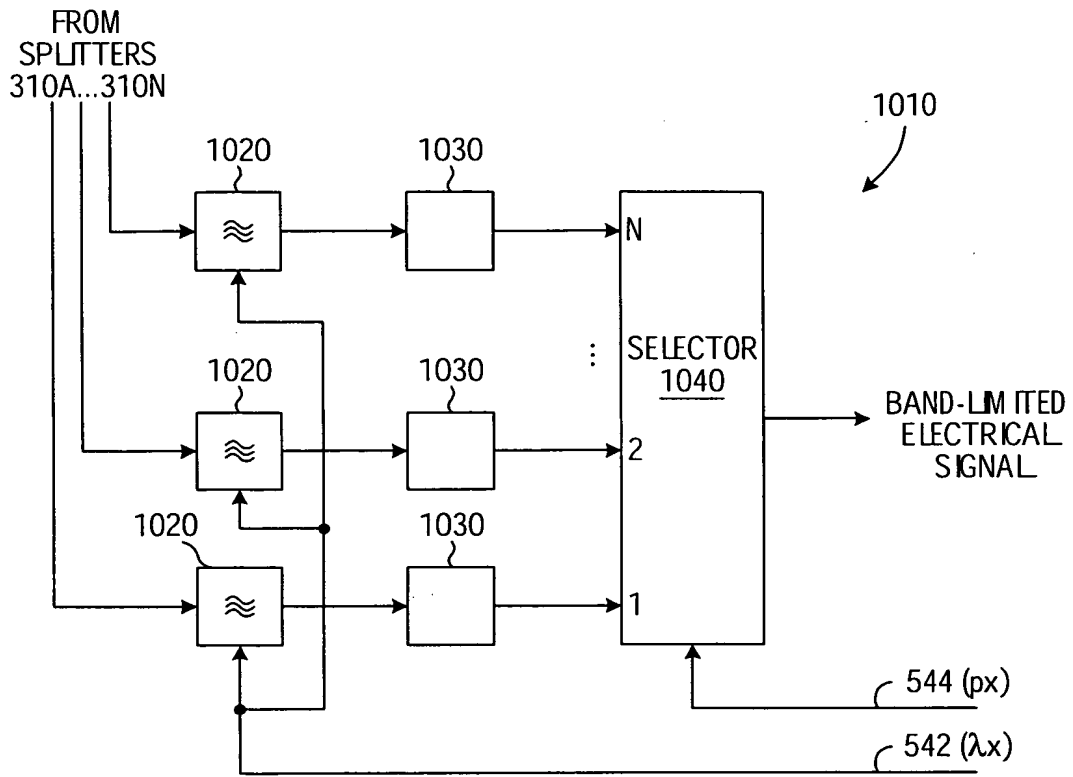 FROM
SPLITTERS
310A...310N
1010
1020
1030
N
SELECTOR
1040
1020
1030
2
BAND-LIMITED
ELECTRICAL
SIGNAL
1020
1030
1
544 (px)
542 (λx)